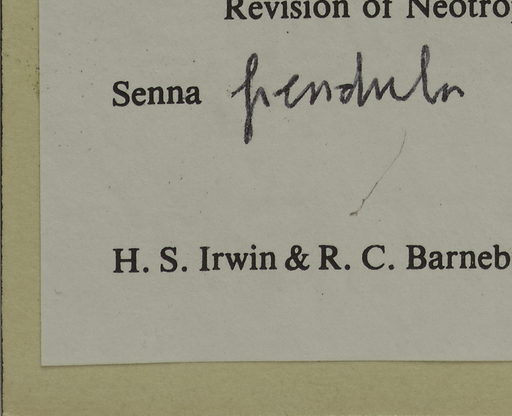 Revision of Neotro
Senna pendula
H. S. Irwin & R. C. Barneb